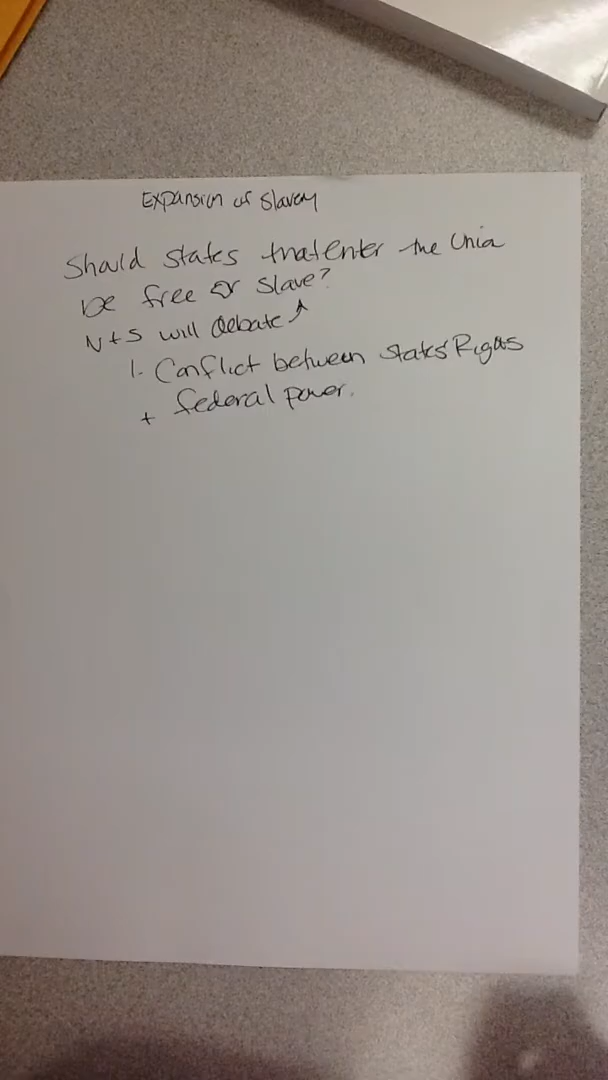 Expansion of Slavery
Should states that enter the Union
be free or slave?
N + S will debate ↑
1. Conflict between states' Rights
+ federal power.